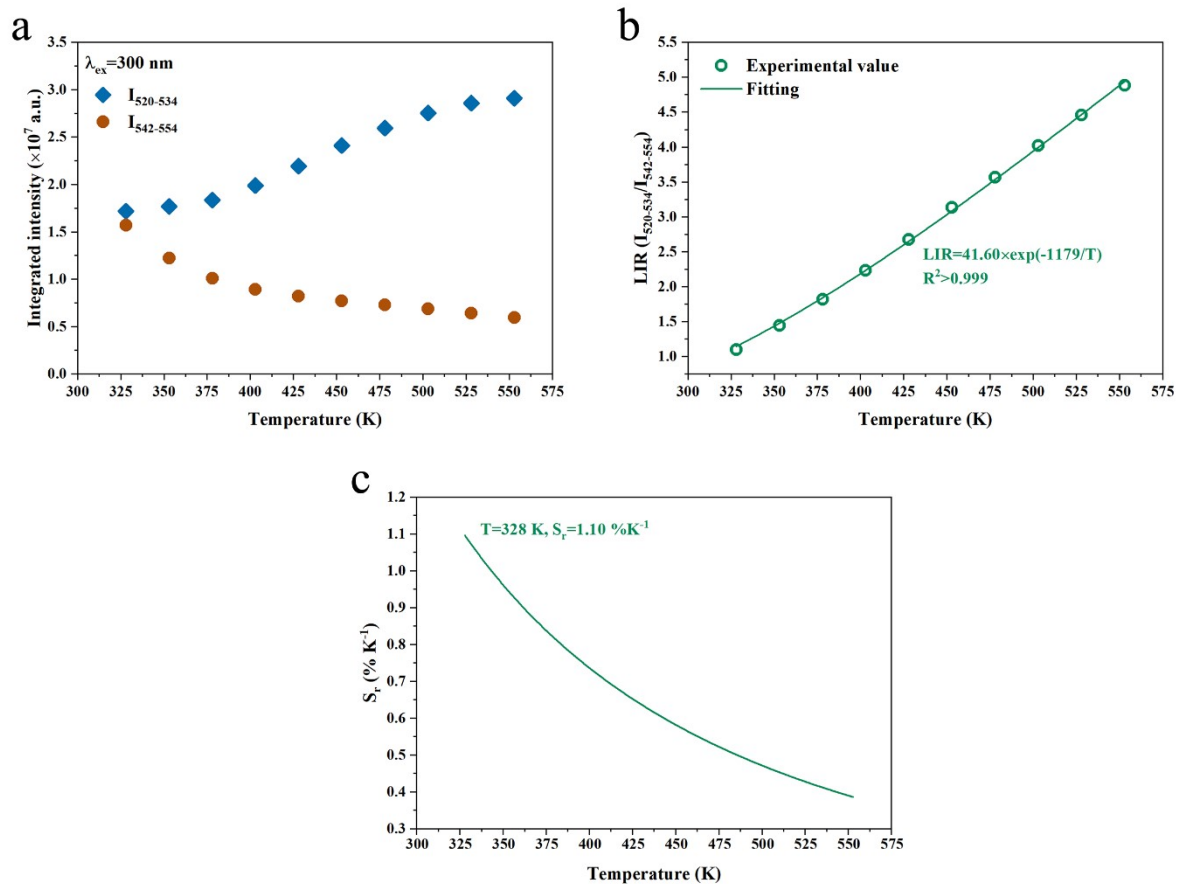 a
λex=300 nm
I520-534
I542-554
Integrated intensity (×10⁷ a.u.)
3.5
3.0
2.5
2.0
1.5
1.0
0.5
0.0
300 325 350 375 400 425 450 475 500 525 550 575
Temperature (K)
b
Experimental value
Fitting
LIR (I520-534/I542-554)
5.5
5.0
4.5
4.0
3.5
3.0
2.5
2.0
1.5
1.0
LIR=41.60×exp(-1179/T)
R²>0.999
300 325 350 375 400 425 450 475 500 525 550 575
Temperature (K)
c
T=328 K, Sr=1.10 %K⁻¹
Sr (% K⁻¹)
1.2
1.1
1.0
0.9
0.8
0.7
0.6
0.5
0.4
0.3
300 325 350 375 400 425 450 475 500 525 550 575
Temperature (K)